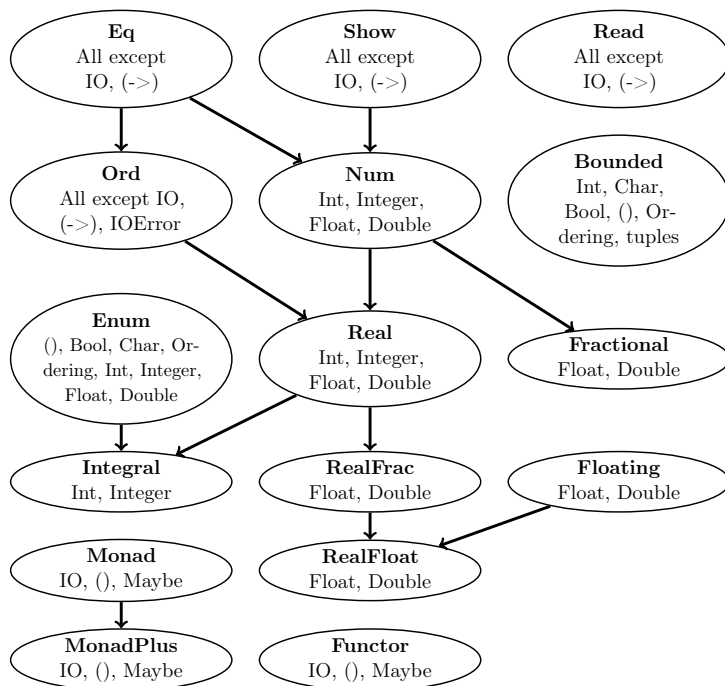 Eq
All except
IO, (->)
Show
All except
IO, (->)
Read
All except
IO, (->)
Ord
All except IO,
(->), IOError
Num
Int, Integer,
Float, Double
Bounded
Int, Char,
Bool, (), Or-
dering, tuples
Enum
(), Bool, Char, Or-
dering, Int, Integer,
Float, Double
Real
Int, Integer,
Float, Double
Fractional
Float, Double
Integral
Int, Integer
RealFrac
Float, Double
Floating
Float, Double
Monad
IO, (), Maybe
RealFloat
Float, Double
MonadPlus
IO, (), Maybe
Functor
IO, (), Maybe